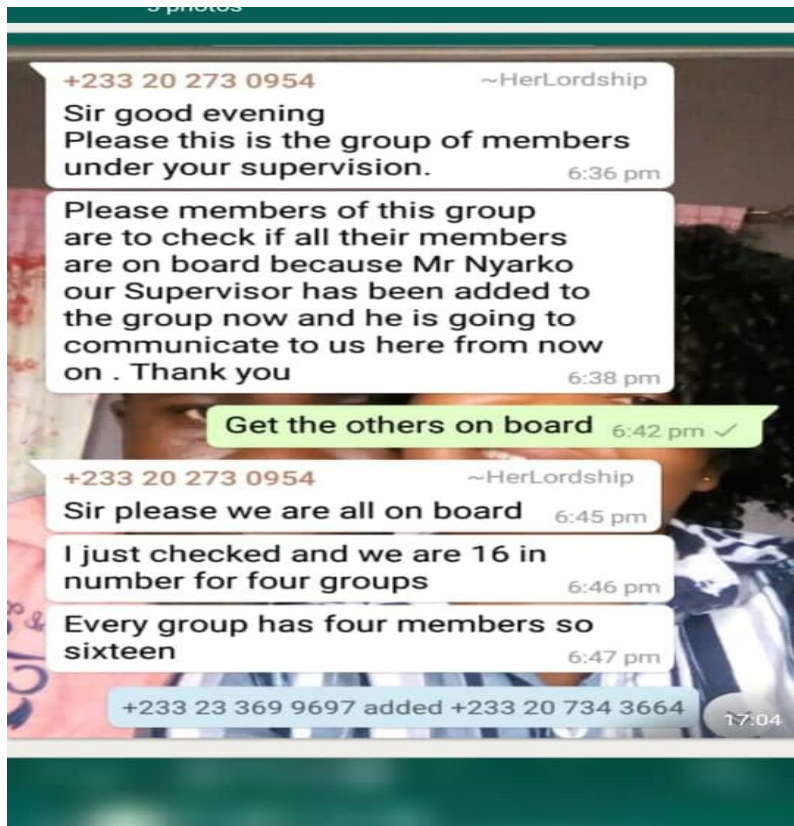 5 photos
+233 20 273 0954 ~HerLordship
Sir good evening
Please this is the group of members
under your supervision. 6:36 pm
Please members of this group
are to check if all their members
are on board because Mr Nyarko
our Supervisor has been added to
the group now and he is going to
communicate to us here from now
on . Thank you 6:38 pm
Get the others on board 6:42 pm
+233 20 273 0954 ~HerLordship
Sir please we are all on board 6:45 pm
I just checked and we are 16 in
number for four groups 6:46 pm
Every group has four members so
sixteen 6:47 pm
+233 23 369 9697 added +233 20 734 3664
17:04